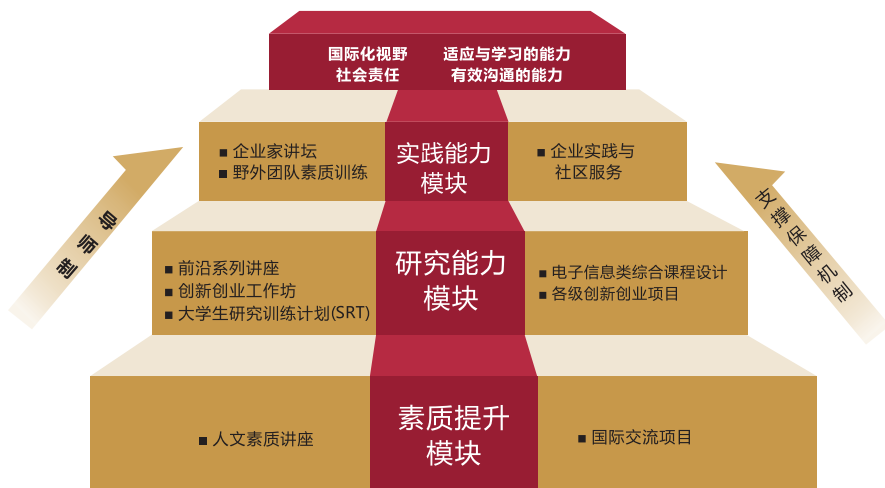 国际化视野 适应与学习的能力
社会责任 有效沟通的能力
■ 企业家讲坛
■ 野外团队素质训练
实践能力
模块
■ 企业实践与
社区服务
导师制
支撑保障机制
■ 前沿系列讲座
■ 创新创业工作坊
■ 大学生研究训练计划(SRT)
研究能力
模块
■ 电子信息类综合课程设计
■ 各级创新创业项目
■ 人文素质讲座
素质提升
模块
■ 国际交流项目